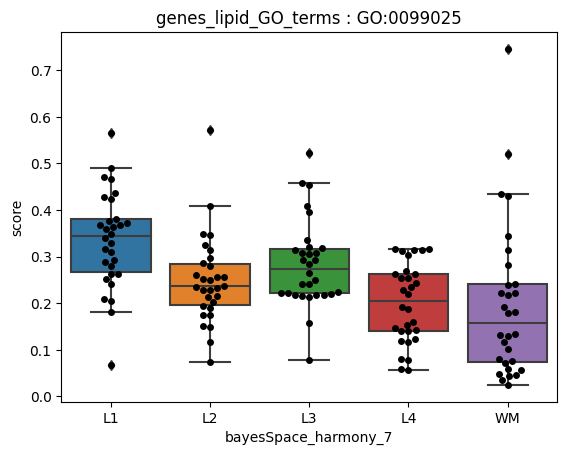 genes_lipid_GO_terms : GO:0099025
score
0.7
0.6
0.5
0.4
0.3
0.2
0.1
0.0
L1 L2 L3 L4 WM
bayesSpace_harmony_7